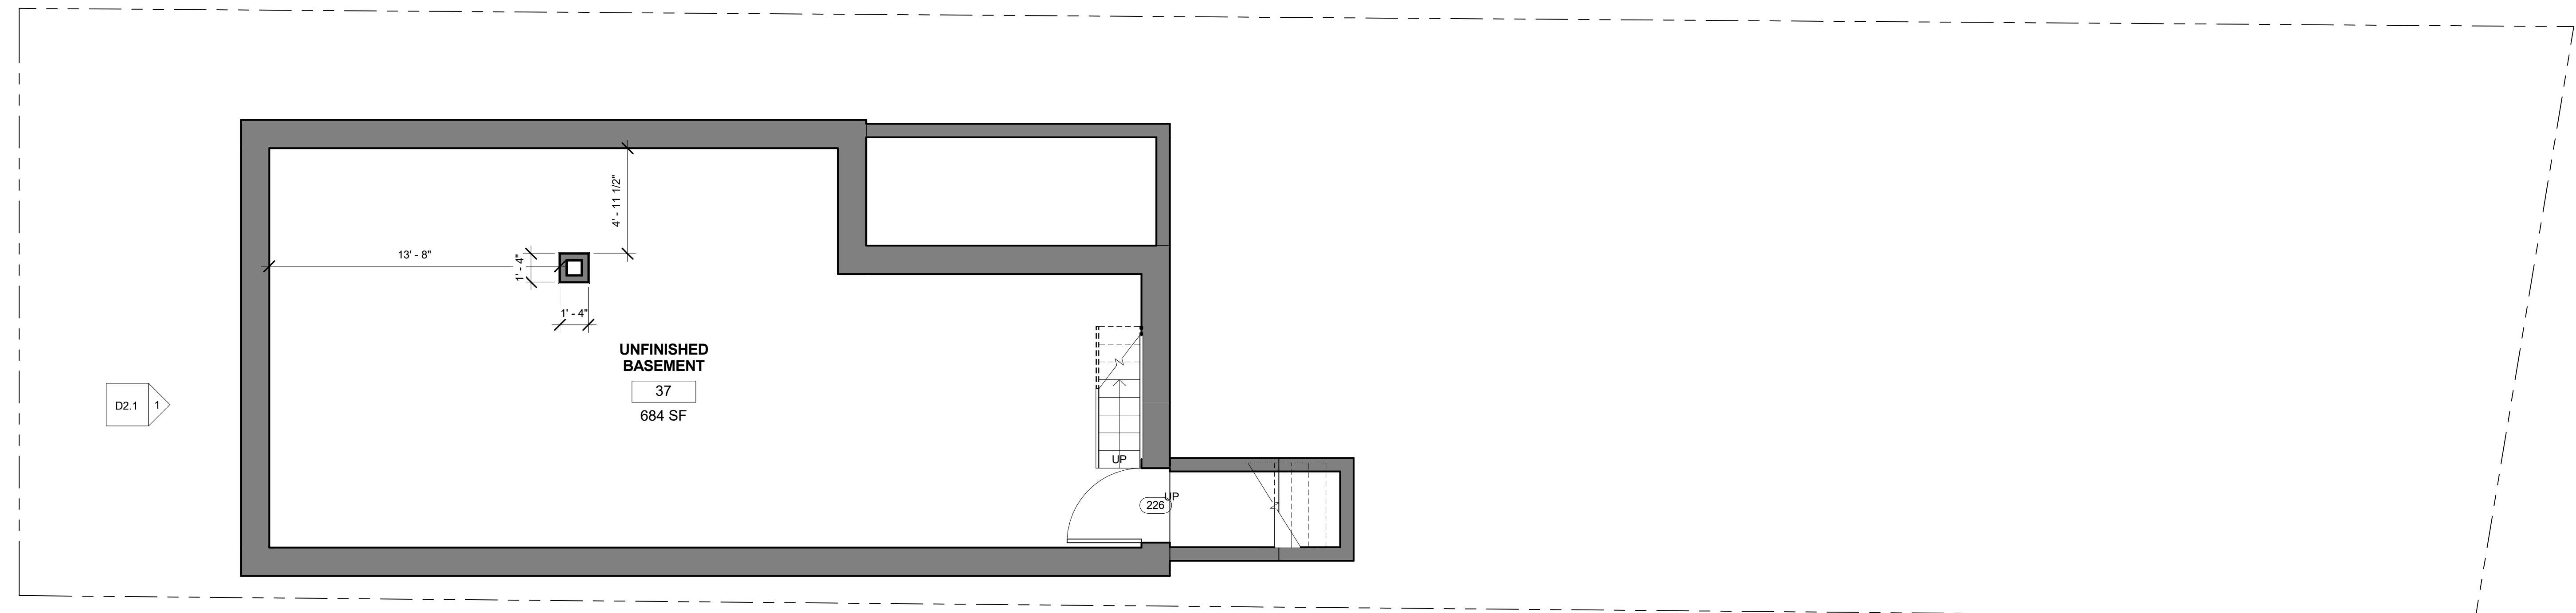 4' - 11 1/2"
13' - 8"
1' - 4"
1' - 4"
UNFINISHED
BASEMENT
37
684 SF
D2.1
1
UP
UP
226